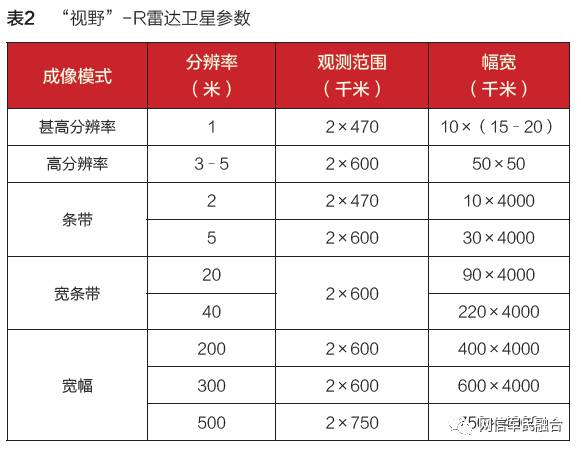 表2 “视野”-R雷达卫星参数
成像模式 分辨率（米） 观测范围（千米） 幅宽（千米）
甚高分辨率 1 2×470 10×（15-20）
高分辨率 3-5 2×600 50×50
条带 2 2×470 10×4000
5 2×600 30×4000
宽条带 20 2×600 90×4000
40 220×4000
宽幅 200 2×600 400×4000
300 2×600 600×4000
500 2×750
网信军民融合